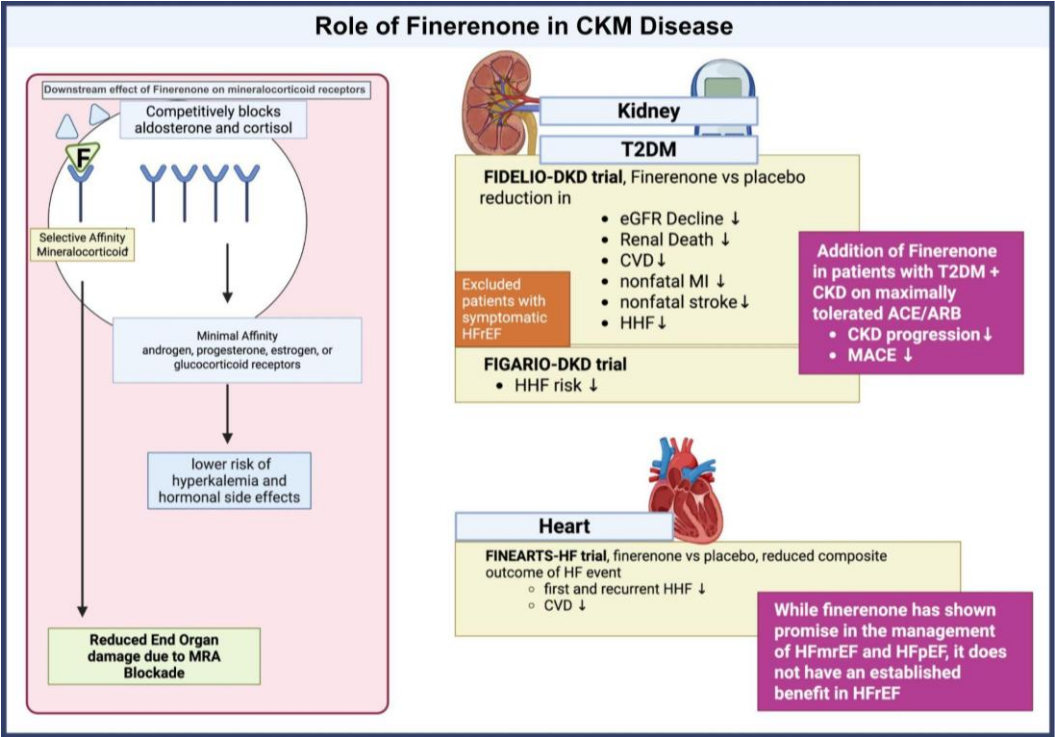 Role of Finerenone in CKM Disease
Downstream effect of Finerenone on mineralocorticoid receptors
Competitively blocks
aldosterone and cortisol
F
Selective Affinity
Mineralocorticoid
Minimal Affinity
androgen, progesterone, estrogen, or
glucocorticoid receptors
lower risk of
hyperkalemia and
hormonal side effects
Reduced End Organ
damage due to MRA
Blockade
Kidney
T2DM
FIDELIO-DKD trial, Finerenone vs placebo
reduction in
• eGFR Decline ↓
• Renal Death ↓
• CVD↓
• nonfatal MI ↓
• nonfatal stroke↓
• HHF↓
Excluded
patients with
symptomatic
HFrEF
FIGARIO-DKD trial
• HHF risk ↓
Addition of Finerenone
in patients with T2DM +
CKD on maximally
tolerated ACE/ARB
• CKD progression↓
• MACE ↓
Heart
FINEARTS-HF trial, finerenone vs placebo, reduced composite
outcome of HF event
○ first and recurrent HHF ↓
○ CVD ↓
While finerenone has shown
promise in the management
of HFmrEF and HFpEF, it does
not have an established
benefit in HFrEF